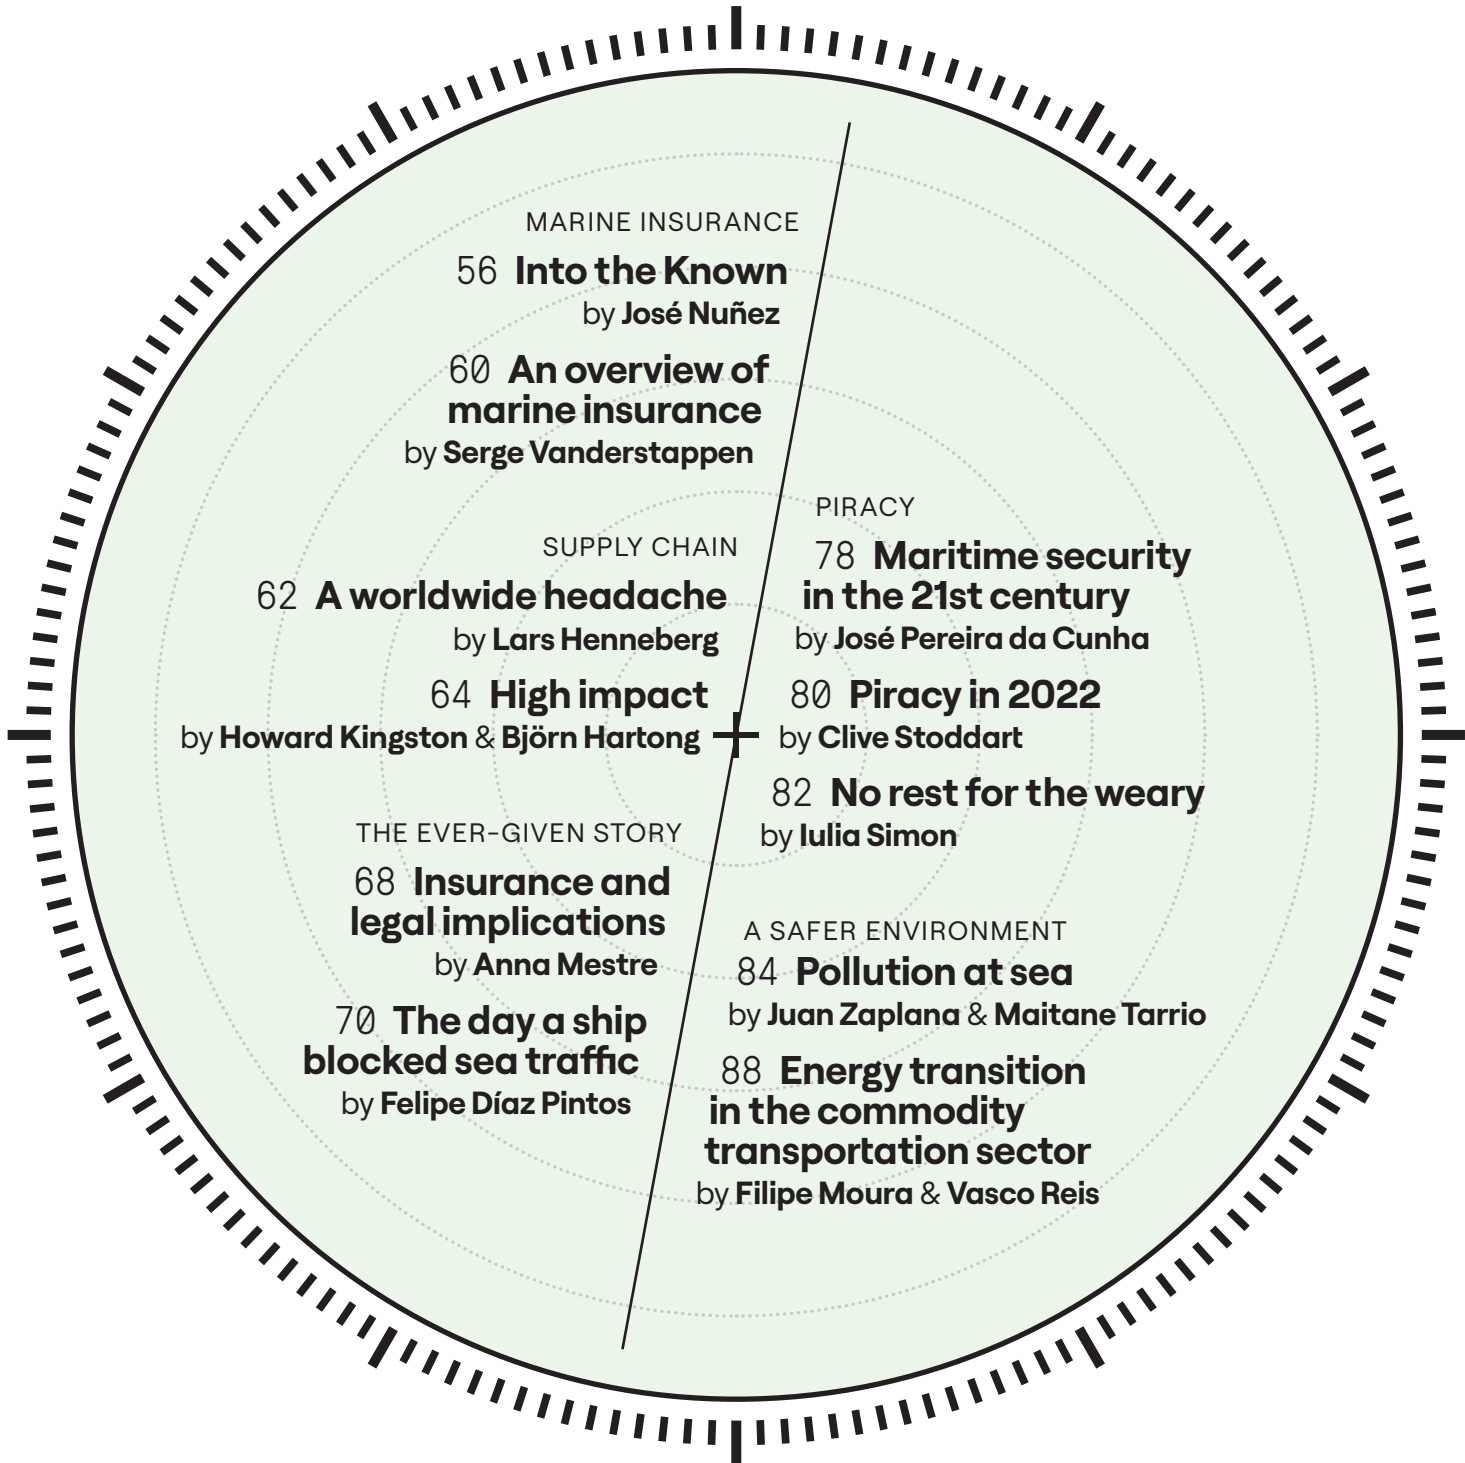 MARINE INSURANCE
56 Into the Known
by José Nuñez
60 An overview of
marine insurance
by Serge Vanderstappen
SUPPLY CHAIN
62 A worldwide headache
by Lars Henneberg
64 High impact
by Howard Kingston & Björn Hartong
THE EVER-GIVEN STORY
68 Insurance and
legal implications
by Anna Mestre
70 The day a ship
blocked sea traffic
by Felipe Díaz Pintos
PIRACY
78 Maritime security
in the 21st century
by José Pereira da Cunha
80 Piracy in 2022
by Clive Stoddart
82 No rest for the weary
by Iulia Simon
A SAFER ENVIRONMENT
84 Pollution at sea
by Juan Zaplana & Maitane Tarrio
88 Energy transition
in the commodity
transportation sector
by Filipe Moura & Vasco Reis